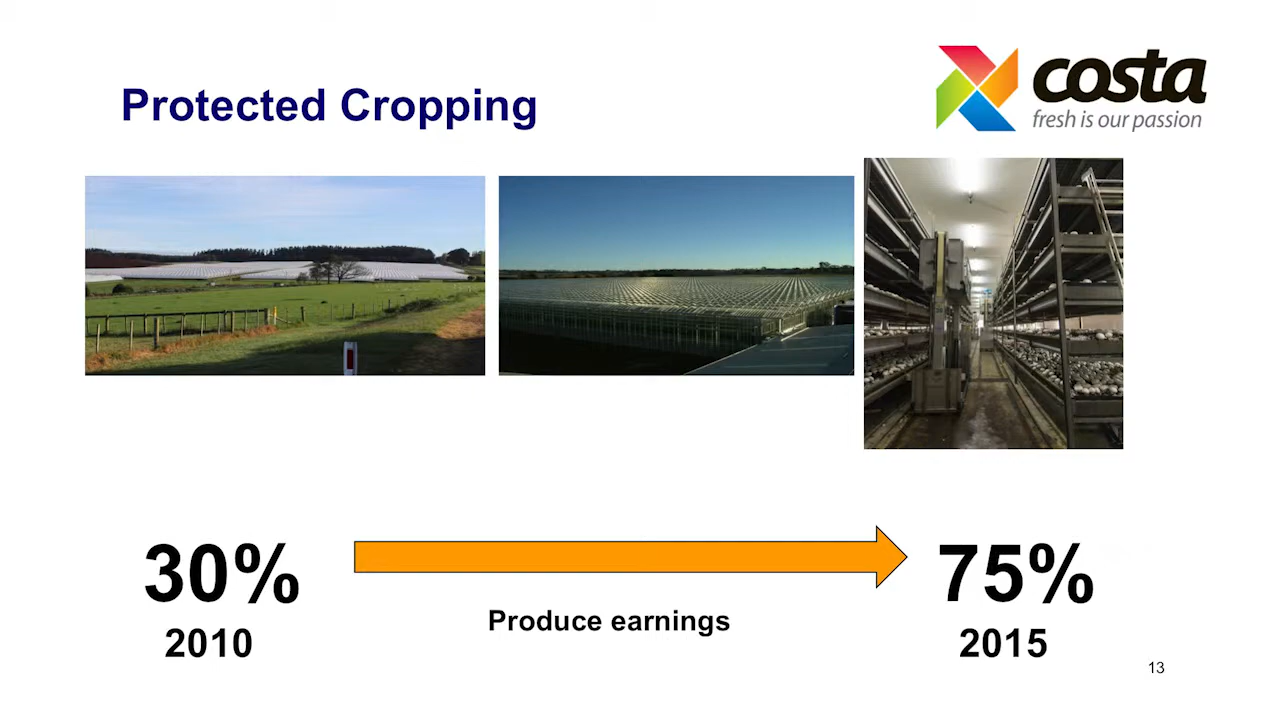 Protected Cropping
costa
fresh is our passion
30%
2010
Produce earnings
75%
2015
13